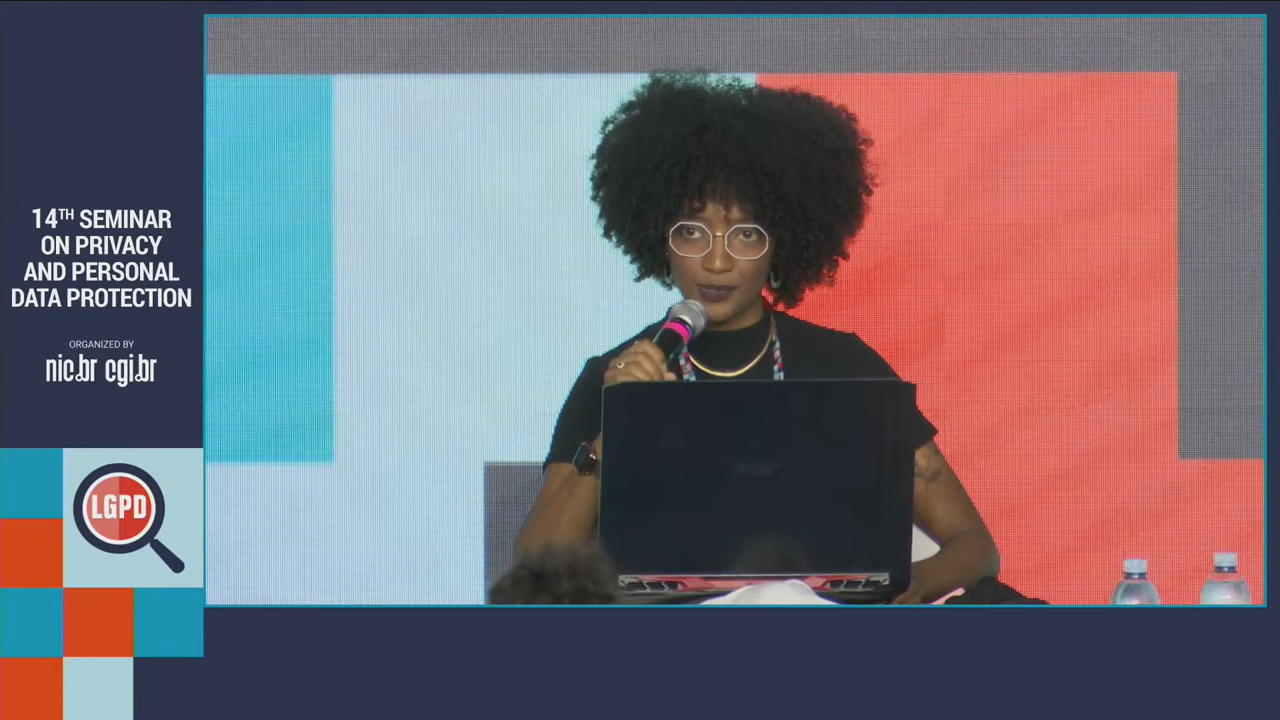 14TH SEMINAR
ON PRIVACY
AND PERSONAL
DATA PROTECTION
ORGANIZED BY
nic.br cgi.br
LGPD